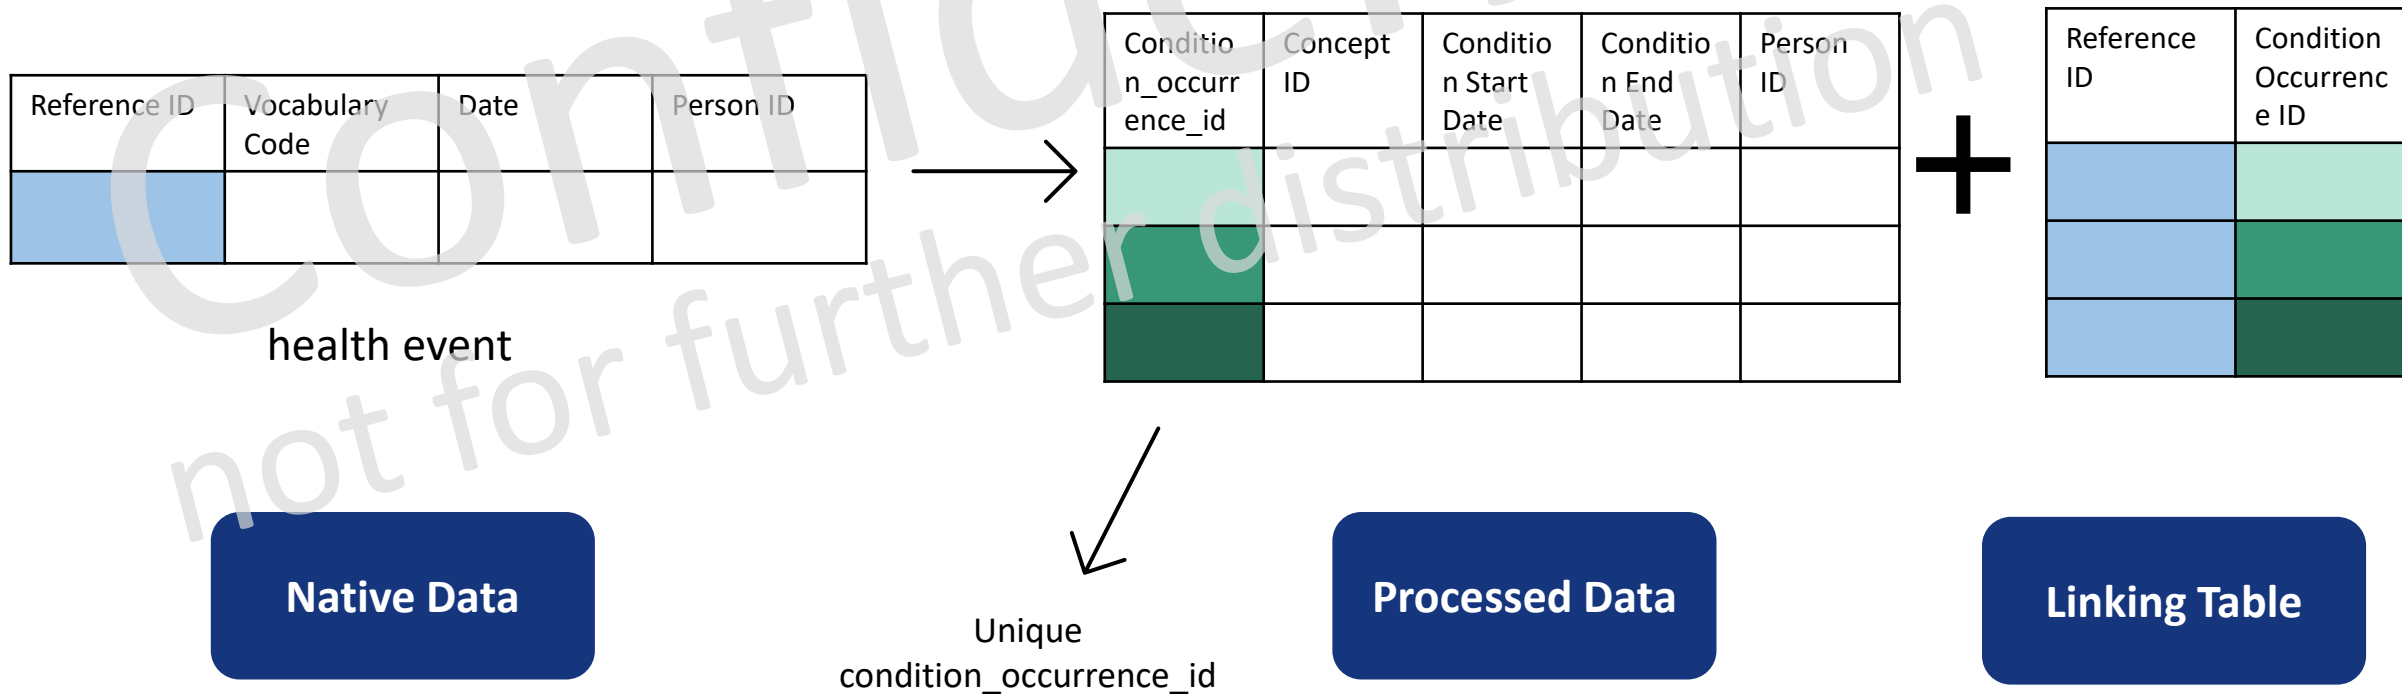 Reference ID
Vocabulary
Code
Date
Person ID
health event
Native Data
Conditio
n_occurr
ence_id
Concept
ID
Conditio
n Start
Date
Conditio
n End
Date
Person
ID
Unique
condition_occurrence_id
Processed Data
Reference
ID
Condition
Occurrenc
e ID
Linking Table
not for further distribution